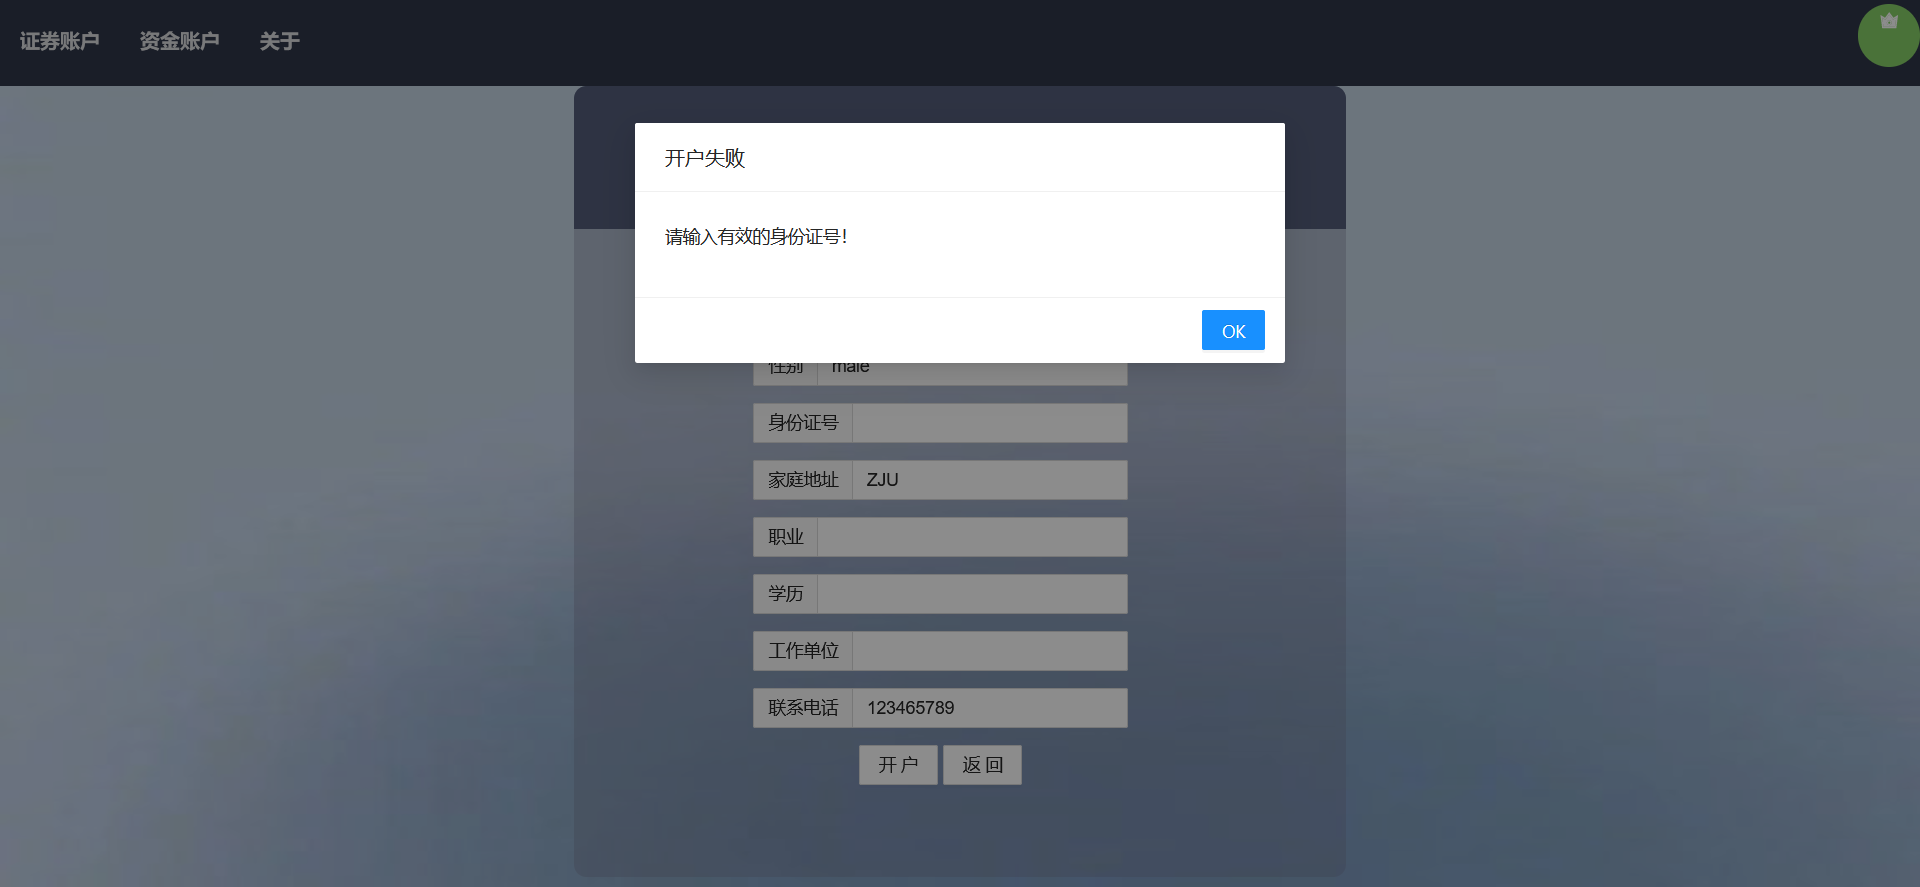 证券账户 资金账户 关于
开户失败
请输入有效的身份证号！
OK
性别 male
身份证号
家庭地址 ZJU
职业
学历
工作单位
联系电话 123465789
开 户 返 回